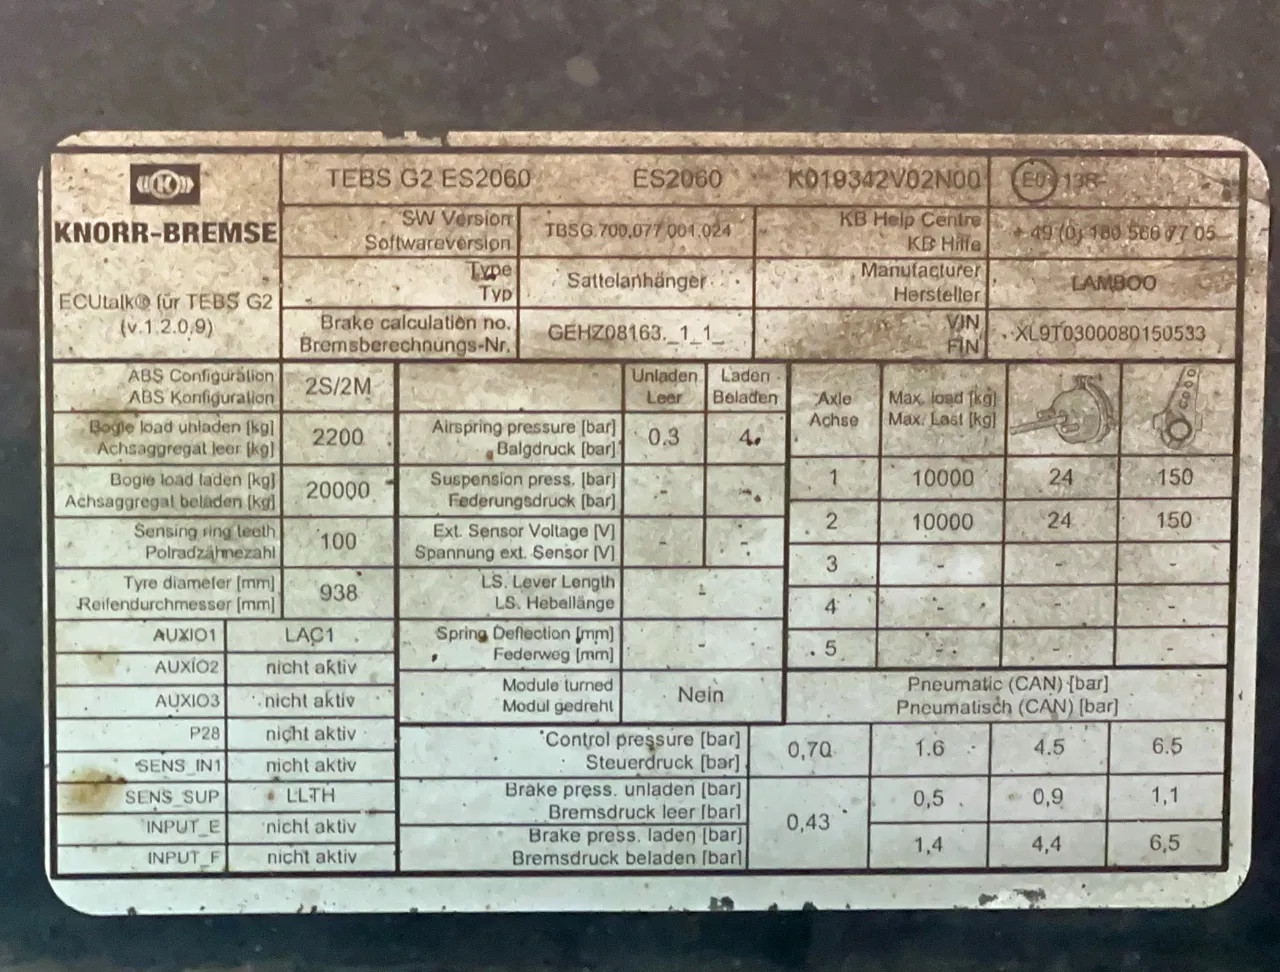 TEBS G2 ES2060 ES2060 K019342V02N00
KNORR-BREMSE
ECUtalk® für TEBS G2
(v.1.2.0,9)
SW Version
Softwareversion
TBSG.700,077.001.024
KB Help Centre
KB Hilfe
+ 49 (0) 180 566 77 05
Type
Typ
Sattelanhänger
Manufacturer
Hersteller
LAMBOO
Brake calculation no.
Bremsberechnungs-Nr.
GEHZ08163._1_1_
VIN
FIN
XL9T0300080150533
ABS Configuration
ABS Konfiguration
2S/2M
Bogie load unladen [kg]
Achsaggregat leer [kg]
2200
Bogie load laden [kg]
Achsaggregat beladen [kg]
20000
Sensing ring teeth
Polradzähnezahl
100
Tyre diameter [mm]
Reifendurchmesser [mm]
938
AUXIO1 LAC1
AUXIO2 nicht aktiv
AUXIO3 nicht aktiv
P28 nicht aktiv
SENS_IN1 nicht aktiv
SENS_SUP LLTH
INPUT_E nicht aktiv
INPUT_F nicht aktiv
Unladen Laden
Leer Beladen
Airspring pressure [bar]
Balgdruck [bar]
0.3 4.
Suspension press. [bar]
Federungsdruck [bar]
- -
Ext. Sensor Voltage [V]
Spannung ext. Sensor [V]
- -
LS. Lever Length
LS. Hebellänge
-
Spring Deflection [mm]
Federweg [mm]
-
Module turned
Modul gedreht
Nein
Axle
Achse
Max. load [kg]
Max. Last [kg]
1 10000 24 150
2 10000 24 150
3 - - -
4 - - -
5 - - -
Pneumatic (CAN) [bar]
Pneumatisch (CAN) [bar]
Control pressure [bar]
Steuerdruck [bar]
0,70 1.6 4.5 6.5
Brake press. unladen [bar]
Bremsdruck leer [bar]
0,5 0,9 1,1
0,43
Brake press. laden [bar]
Bremsdruck beladen [bar]
1,4 4,4 6,5